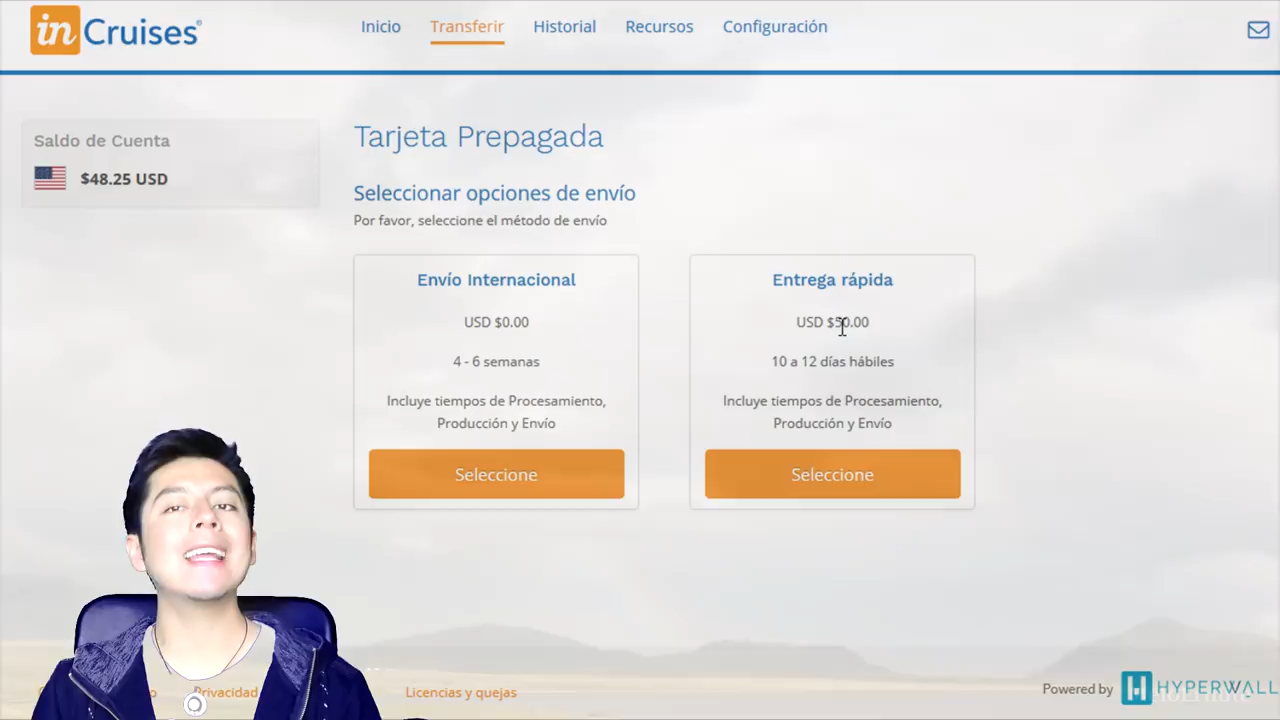 in Cruises®
Inicio
Transferir
Historial
Recursos
Configuración
Saldo de Cuenta
$48.25 USD
Tarjeta Prepagada
Seleccionar opciones de envío
Por favor, seleccione el método de envío
Envío Internacional
USD $0.00
4 - 6 semanas
Incluye tiempos de Procesamiento,
Producción y Envío
Seleccione
Entrega rápida
USD $50.00
10 a 12 días hábiles
Incluye tiempos de Procesamiento,
Producción y Envío
Seleccione
Privacidad
Licencias y quejas
Powered by
HYPERWALL